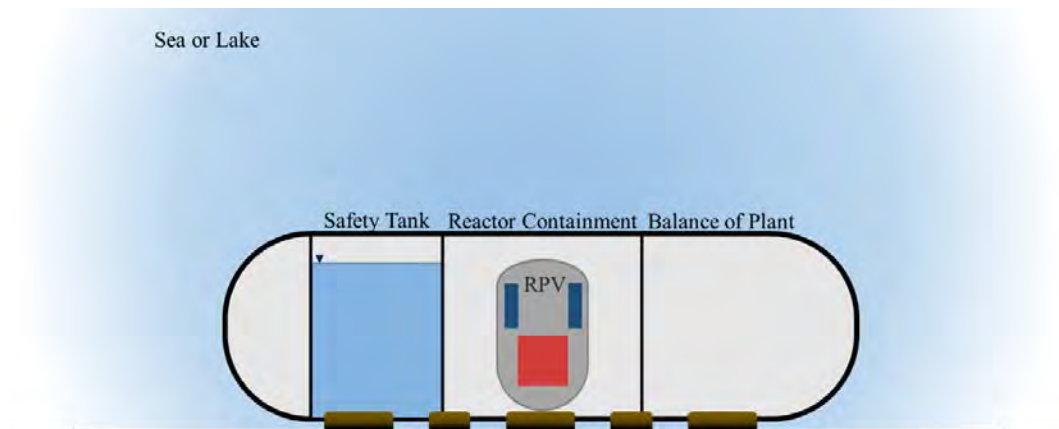 Sea or Lake
Safety Tank Reactor Containment Balance of Plant
RPV